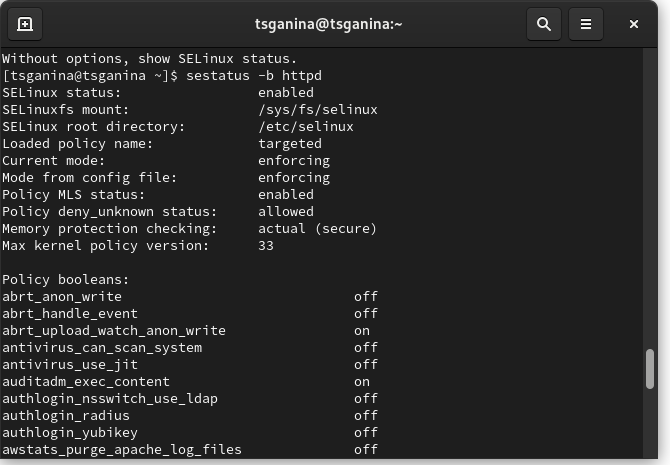 tsganina@tsganina:~
Without options, show SELinux status.
[tsganina@tsganina ~]$ sestatus -b httpd
SELinux status:                 enabled
SELinuxfs mount:                /sys/fs/selinux
SELinux root directory:         /etc/selinux
Loaded policy name:             targeted
Current mode:                   enforcing
Mode from config file:          enforcing
Policy MLS status:              enabled
Policy deny_unknown status:     allowed
Memory protection checking:     actual (secure)
Max kernel policy version:      33

Policy booleans:
abrt_anon_write                             off
abrt_handle_event                           off
abrt_upload_watch_anon_write                on
antivirus_can_scan_system                   off
antivirus_use_jit                           off
auditadm_exec_content                       on
authlogin_nsswitch_use_ldap                 off
authlogin_radius                            off
authlogin_yubikey                           off
awstats_purge_apache_log_files              off